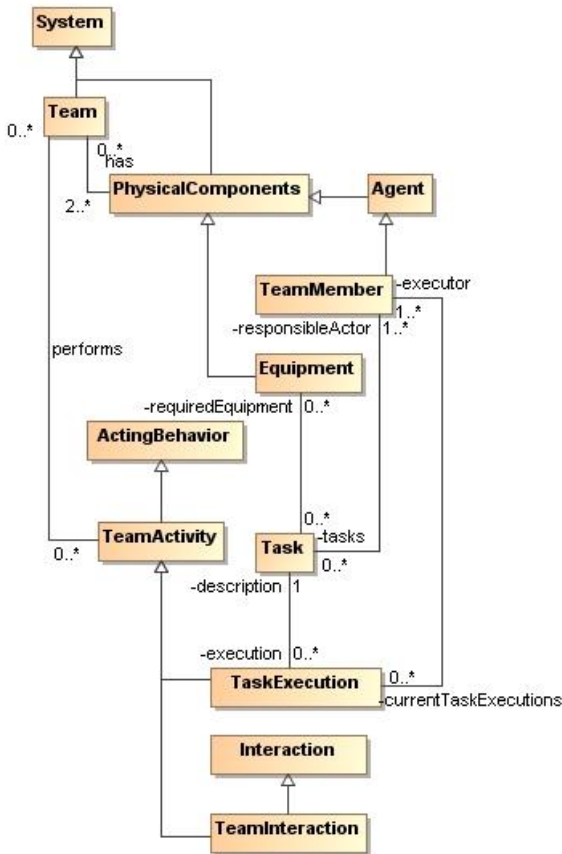 System
Team
0..*
0..*
has
PhysicalComponents
2..*
Agent
TeamMember
-executor
1..*
-responsibleActor
1..*
performs
Equipment
-requiredEquipment
0..*
ActingBehavior
0..*
TeamActivity
0..*
Task
-tasks
0..*
-description
1
-execution
0..*
TaskExecution
0..*
-currentTaskExecutions
Interaction
TeamInteraction